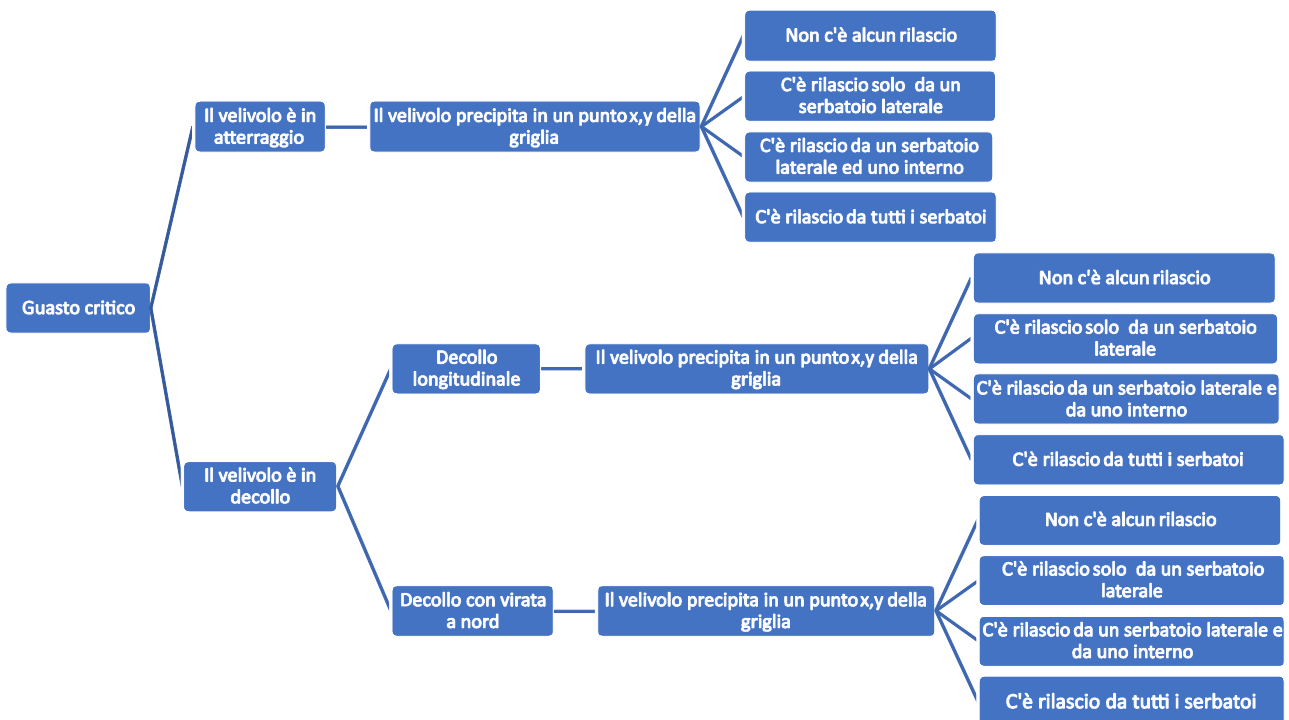 Non c'è alcun rilascio
C'è rilascio solo da un
serbatoio laterale
Il velivolo è in
atterraggio
Il velivolo precipita in un punto x,y della
griglia
C'è rilascio da un serbatoio
laterale ed uno interno
C'è rilascio da tutti i serbatoi
Guasto critico
Non c'è alcun rilascio
C'è rilascio solo da un serbatoio
laterale
Decollo
longitudinale
Il velivolo precipita in un punto x,y della
griglia
C'è rilascio da un serbatoio laterale e
da uno interno
C'è rilascio da tutti i serbatoi
Il velivolo è in
decollo
Non c'è alcun rilascio
C'è rilascio solo da un serbatoio
laterale
Decollo con virata
a nord
Il velivolo precipita in un punto x,y della
griglia
C'è rilascio da un serbatoio laterale e
da uno interno
C'è rilascio da tutti i serbatoi